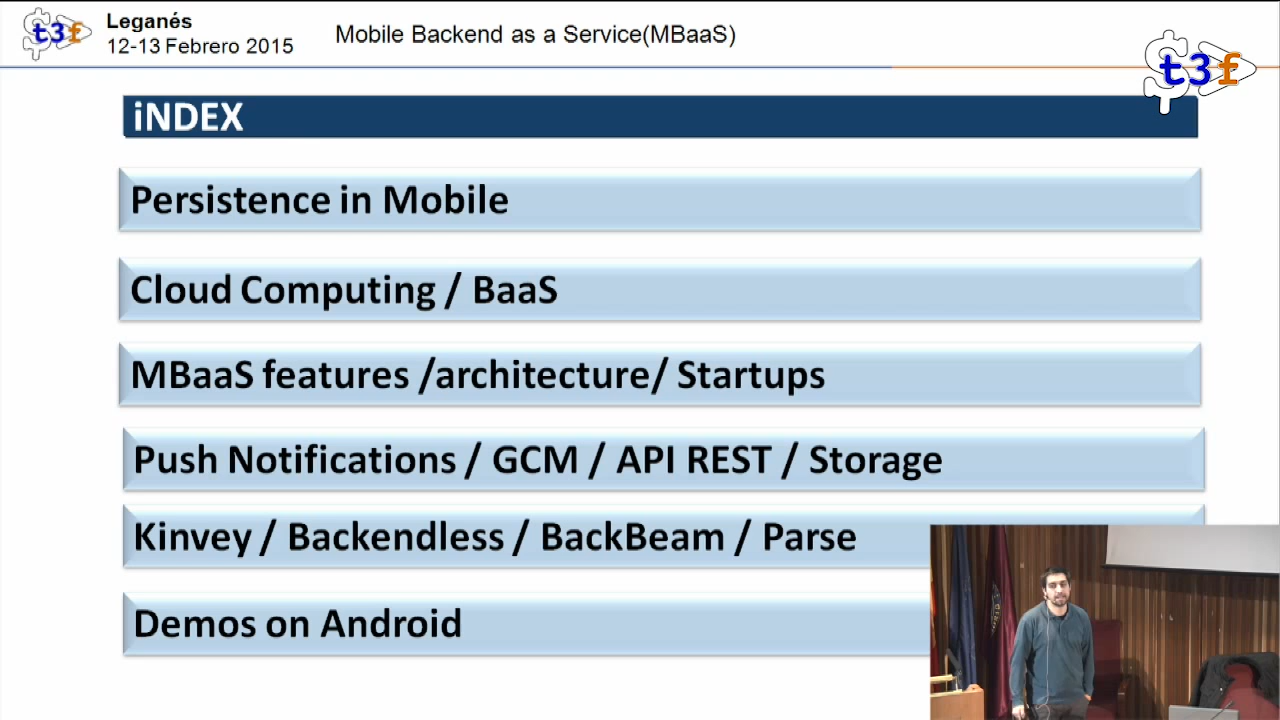 t3f
Leganés
12-13 Febrero 2015
Mobile Backend as a Service(MBaaS)
t3f
iNDEX
Persistence in Mobile
Cloud Computing / BaaS
MBaaS features /architecture/ Startups
Push Notifications / GCM / API REST / Storage
Kinvey / Backendless / BackBeam / Parse
Demos on Android